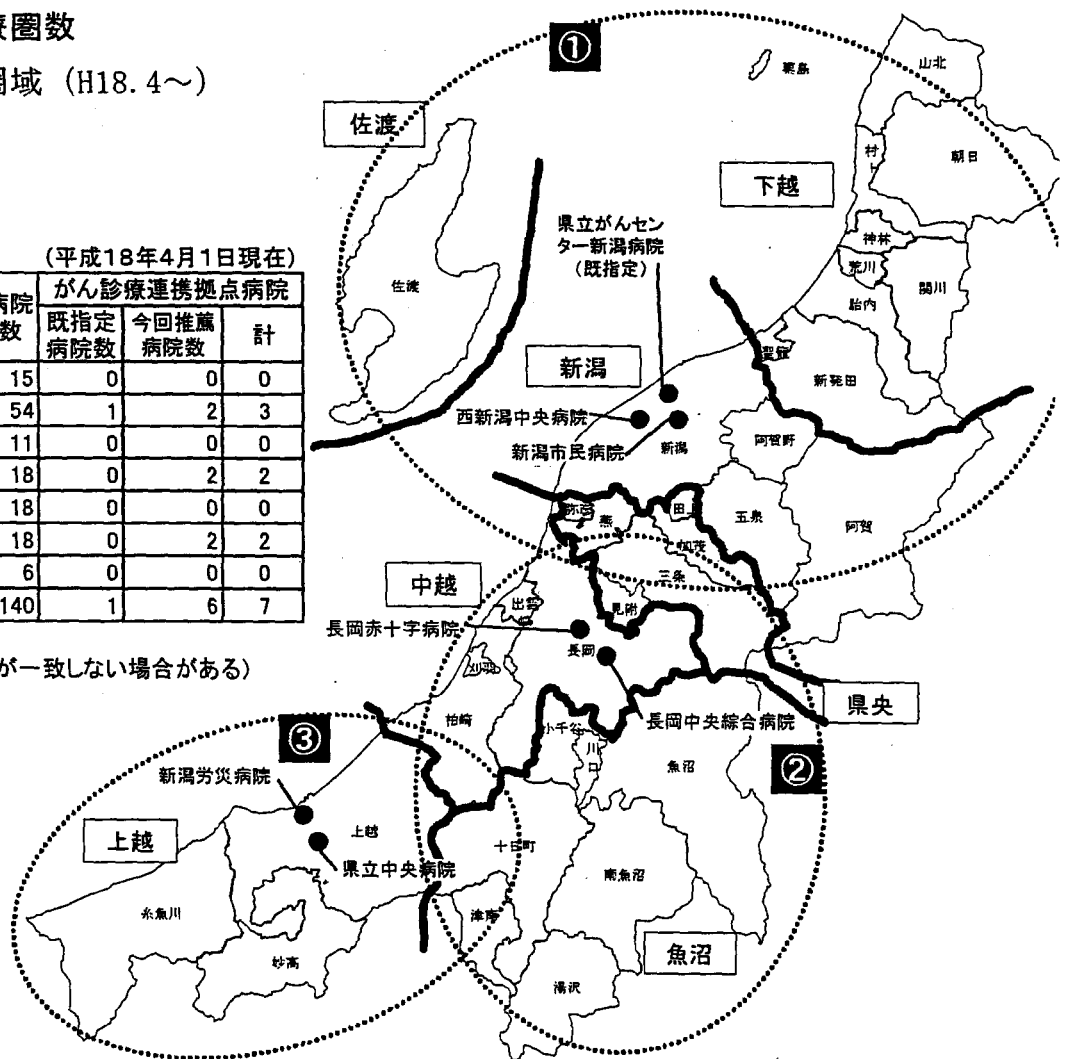 療圏数
圏域（H18.4～）
(平成18年4月1日現在)
病院数 がん診療連携拠点病院
既指定病院数 今回推薦病院数 計
15 0 0 0
54 1 2 3
11 0 0 0
18 0 2 2
18 0 0 0
18 0 2 2
6 0 0 0
140 1 6 7
が一致しない場合がある）
①
佐渡
粟島
山北
朝日
村上
下越
神林
荒川
関川
胎内
佐渡
県立がんセン
ター新潟病院
(既指定)
聖籠
新発田
新潟
西新潟中央病院
新潟市民病院
新潟
阿賀野
弥彦
燕
田上
五泉
阿賀
加茂
三条
中越
出雲崎
見附
長岡赤十字病院
長岡
刈羽
県央
柏崎
小千谷
長岡中央綜合病院
川口
魚沼
②
③
新潟労災病院
上越
上越
県立中央病院
十日町
南魚沼
糸魚川
津南
妙高
魚沼
湯沢